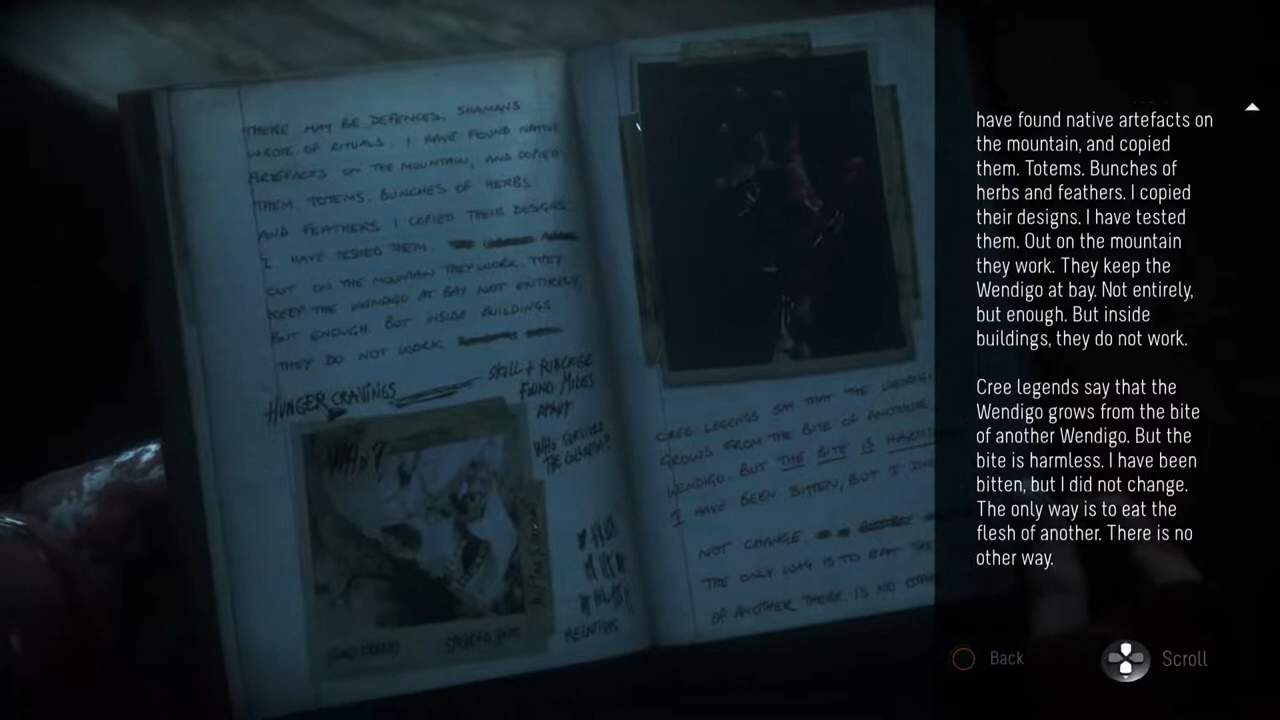 THERE MAY BE DEFENCES. SHAMANS
WROTE OF RITUALS. I HAVE FOUND NATIVE
ARTEFACTS ON THE MOUNTAIN, AND COPIED
THEM. TOTEMS. BUNCHES OF HERBS
AND FEATHERS. I COPIED THEIR DESIGNS.
I HAVE TESTED THEM.
OUT ON THE MOUNTAIN THEY WORK. THEY
KEEP THE WENDIGO AT BAY NOT ENTIRELY,
BUT ENOUGH. BUT INSIDE BUILDINGS
THEY DO NOT WORK
HUNGER CRAVINGS
SKULL & RIBCAGE
FOUND MILES
APART
WHO SURVIVED
THE
WHO?
RELATIVES
CREE LEGENDS SAY THAT THE WENDIGO
GROWS FROM THE BITE OF ANOTHER
WENDIGO. BUT THE BITE IS
I HAVE BEEN BITTEN, BUT I
NOT CHANGE.
THE ONLY WAY IS TO EAT THE
OF ANOTHER THERE IS NO
have found native artefacts on
the mountain, and copied
them. Totems. Bunches of
herbs and feathers. I copied
their designs. I have tested
them. Out on the mountain
they work. They keep the
Wendigo at bay. Not entirely,
but enough. But inside
buildings, they do not work.
Cree legends say that the
Wendigo grows from the bite
of another Wendigo. But the
bite is harmless. I have been
bitten, but I did not change.
The only way is to eat the
flesh of another. There is no
other way.
Back
Scroll